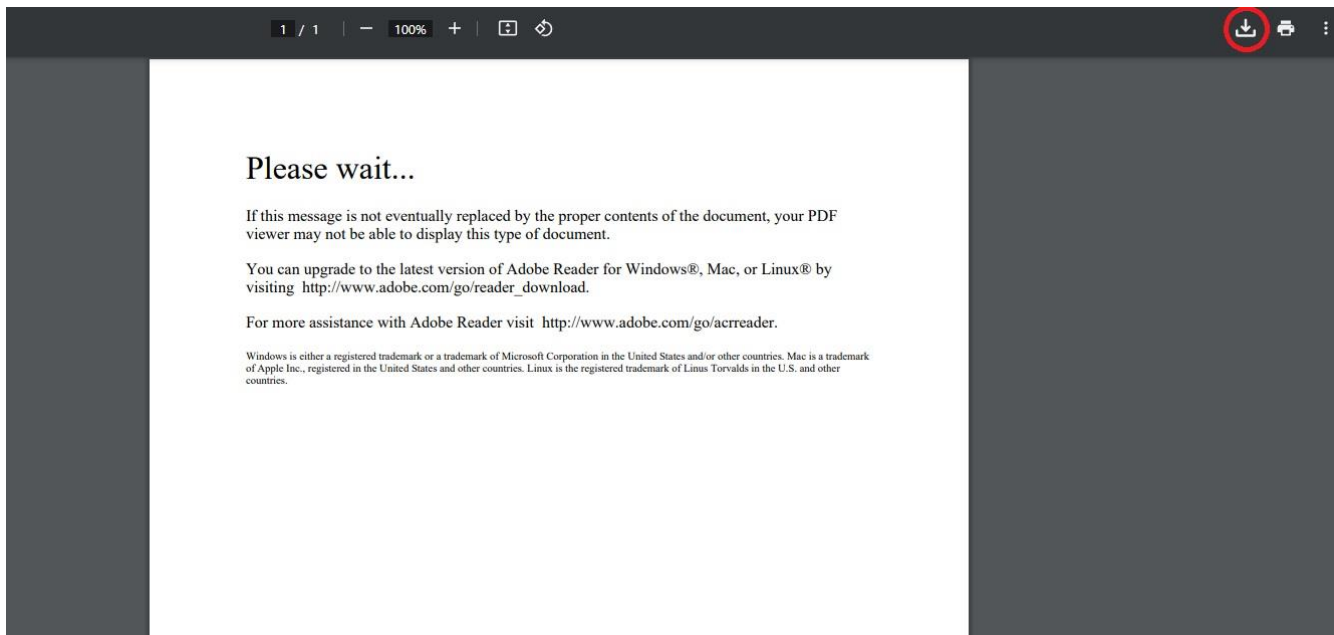 1 / 1 | − 100% + |
Please wait...
If this message is not eventually replaced by the proper contents of the document, your PDF
viewer may not be able to display this type of document.
You can upgrade to the latest version of Adobe Reader for Windows®, Mac, or Linux® by
visiting  http://www.adobe.com/go/reader_download.
For more assistance with Adobe Reader visit  http://www.adobe.com/go/acrreader.
Windows is either a registered trademark or a trademark of Microsoft Corporation in the United States and/or other countries. Mac is a trademark
of Apple Inc., registered in the United States and other countries. Linux is the registered trademark of Linus Torvalds in the U.S. and other
countries.